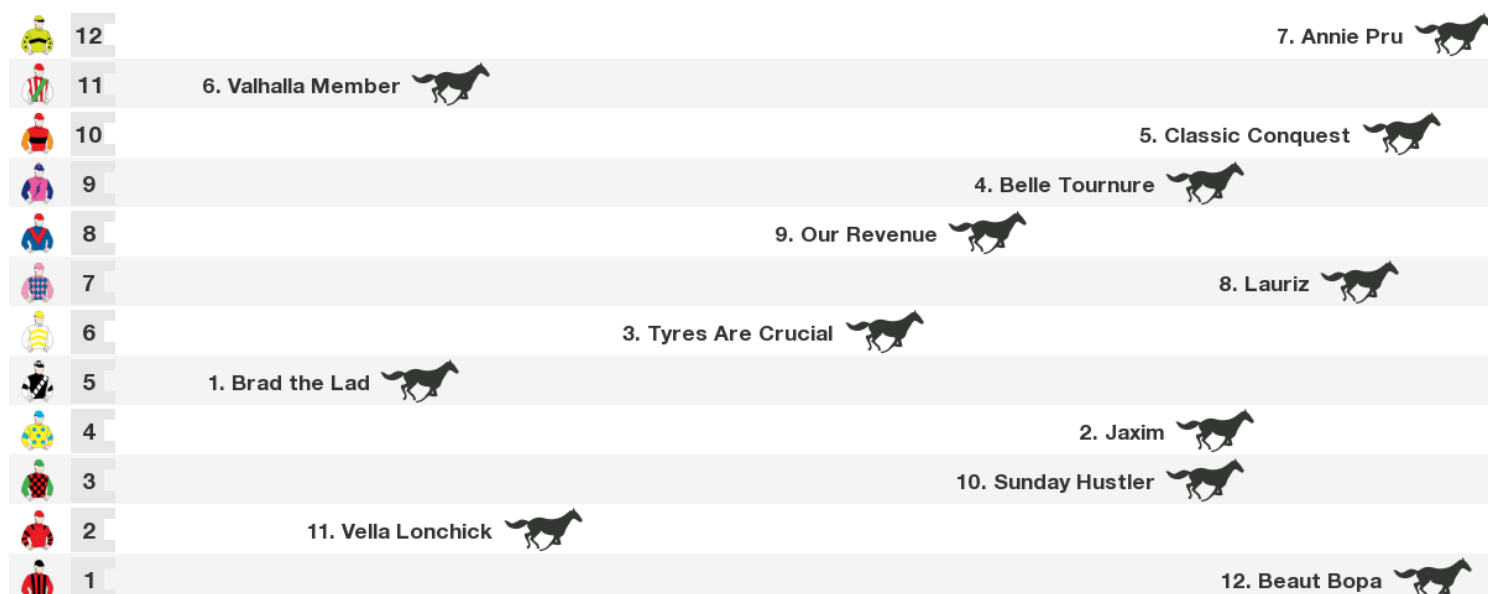 12 7. Annie Pru
11 6. Valhalla Member
10 5. Classic Conquest
9 4. Belle Tournure
8 9. Our Revenue
7 8. Lauriz
6 3. Tyres Are Crucial
5 1. Brad the Lad
4 2. Jaxim
3 10. Sunday Hustler
2 11. Vella Lonchick
1 12. Beaut Bopa